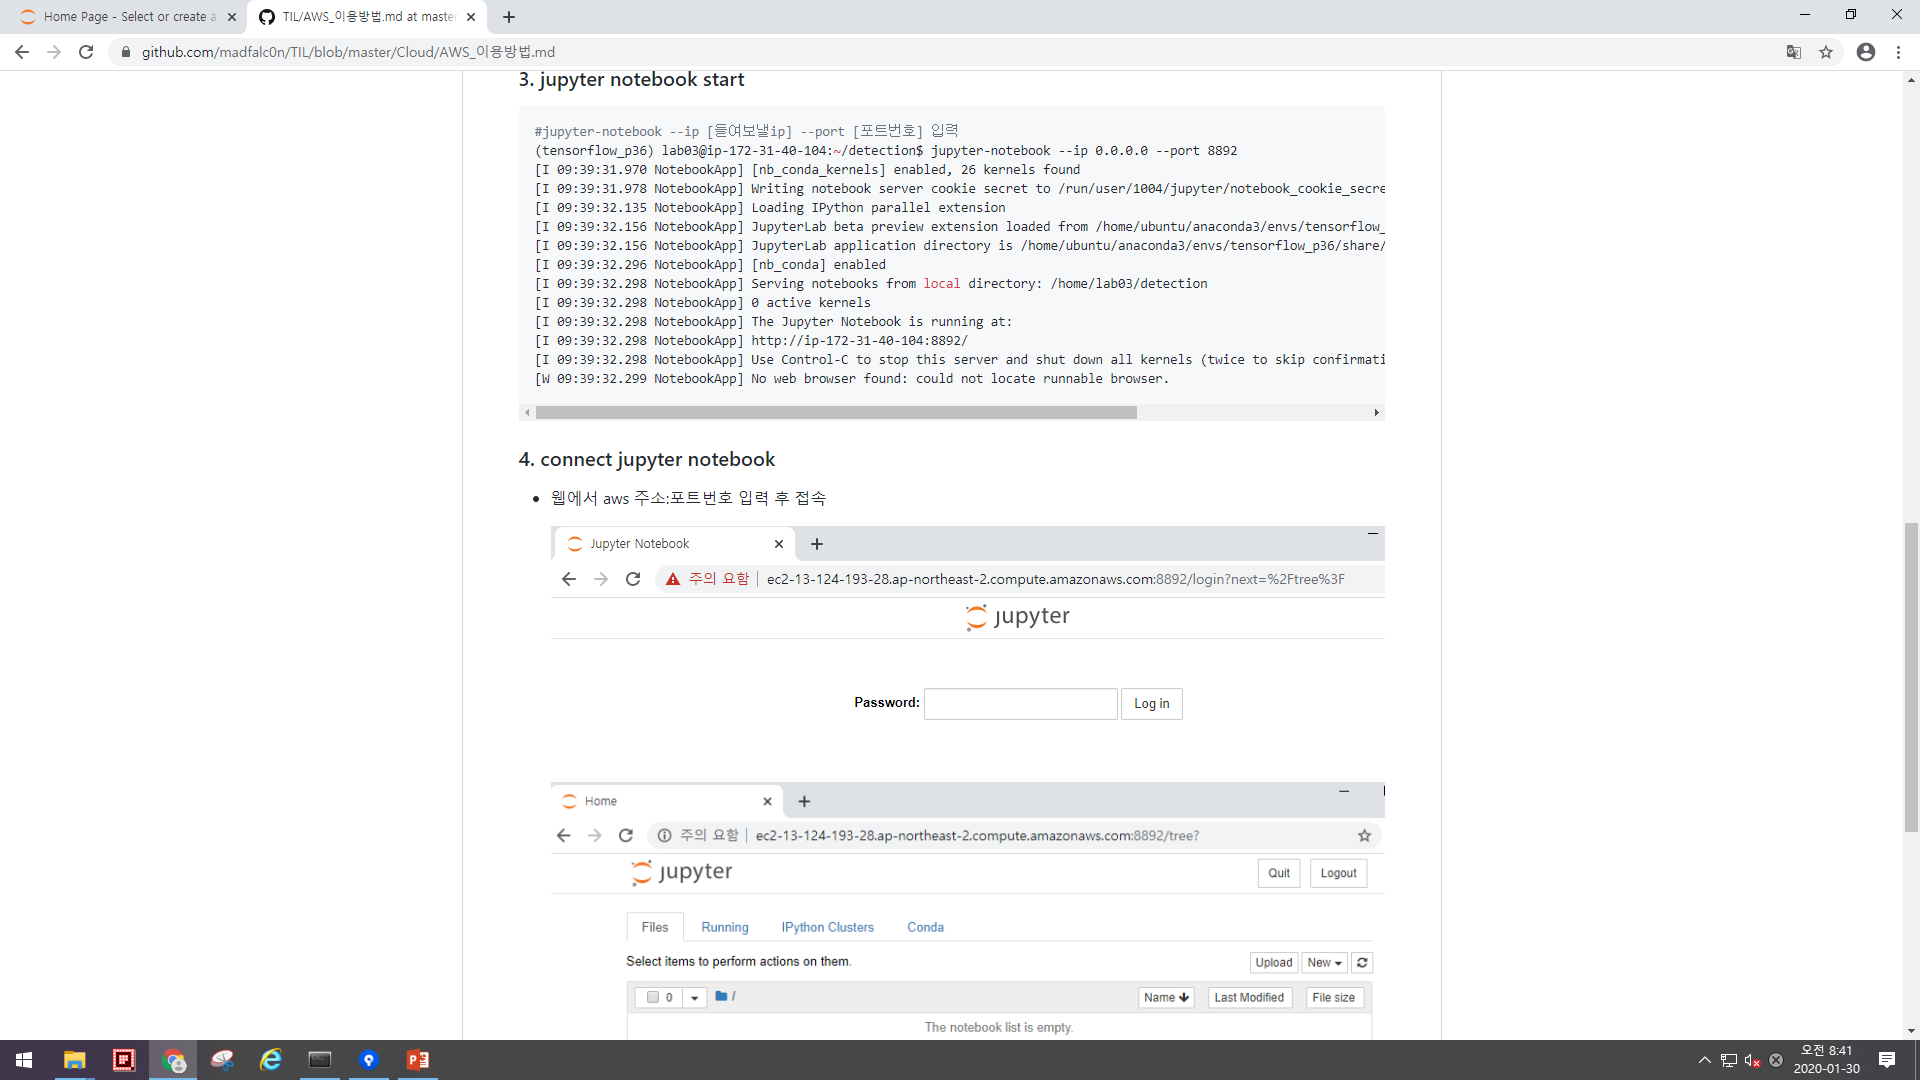 Home Page - Select or create a
TIL/AWS_이용방법.md at master
github.com/madfalc0n/TIL/blob/master/Cloud/AWS_이용방법.md
3. jupyter notebook start
#jupyter-notebook --ip [들여보낼ip] --port [포트번호] 입력
(tensorflow_p36) lab03@ip-172-31-40-104:~/detection$ jupyter-notebook --ip 0.0.0.0 --port 8892
[I 09:39:31.970 NotebookApp] [nb_conda_kernels] enabled, 26 kernels found
[I 09:39:31.978 NotebookApp] Writing notebook server cookie secret to /run/user/1004/jupyter/notebook_cookie_secre
[I 09:39:32.135 NotebookApp] Loading IPython parallel extension
[I 09:39:32.156 NotebookApp] JupyterLab beta preview extension loaded from /home/ubuntu/anaconda3/envs/tensorflow_
[I 09:39:32.156 NotebookApp] JupyterLab application directory is /home/ubuntu/anaconda3/envs/tensorflow_p36/share/
[I 09:39:32.296 NotebookApp] [nb_conda] enabled
[I 09:39:32.298 NotebookApp] Serving notebooks from local directory: /home/lab03/detection
[I 09:39:32.298 NotebookApp] 0 active kernels
[I 09:39:32.298 NotebookApp] The Jupyter Notebook is running at:
[I 09:39:32.298 NotebookApp] http://ip-172-31-40-104:8892/
[I 09:39:32.298 NotebookApp] Use Control-C to stop this server and shut down all kernels (twice to skip confirmati
[W 09:39:32.299 NotebookApp] No web browser found: could not locate runnable browser.
4. connect jupyter notebook
• 웹에서 aws 주소:포트번호 입력 후 접속
Jupyter Notebook
주의 요함 | ec2-13-124-193-28.ap-northeast-2.compute.amazonaws.com:8892/login?next=%2Ftree%3F
jupyter
Password: Log in
Home
주의 요함 | ec2-13-124-193-28.ap-northeast-2.compute.amazonaws.com:8892/tree?
jupyter Quit Logout
Files Running IPython Clusters Conda
Select items to perform actions on them. Upload New
0 / Name Last Modified File size
The notebook list is empty.
오전 8:41
2020-01-30